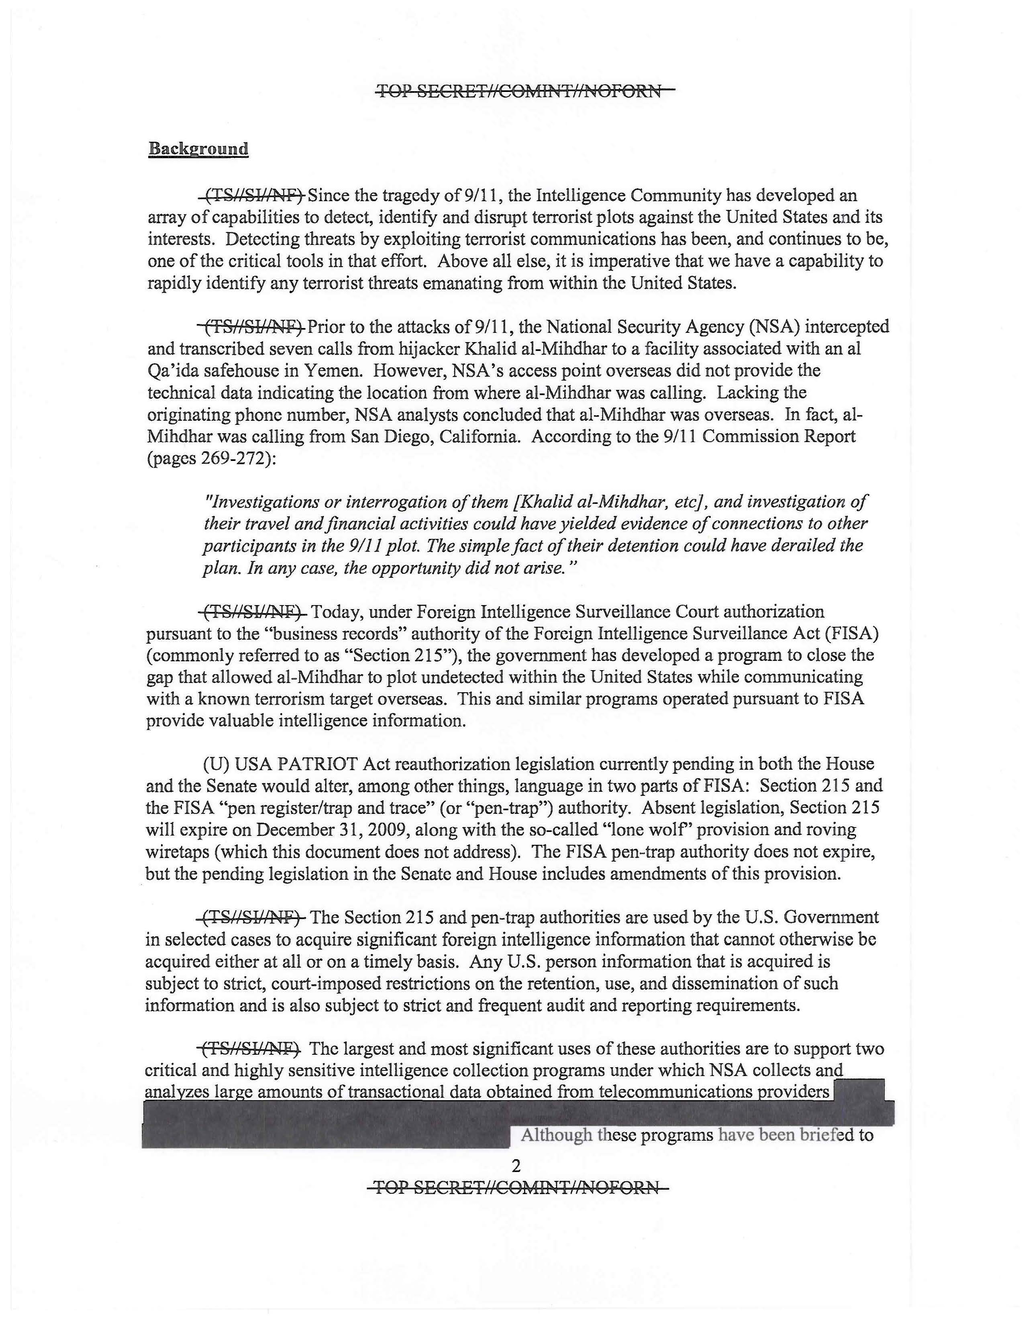 TOP SECRET//COMINT//NOFORN
Background
(TS//SI//NF) Since the tragedy of 9/11, the Intelligence Community has developed an
array of capabilities to detect, identify and disrupt terrorist plots against the United States and its
interests. Detecting threats by exploiting terrorist communications has been, and continues to be,
one of the critical tools in that effort. Above all else, it is imperative that we have a capability to
rapidly identify any terrorist threats emanating from within the United States.
(TS//SI//NF) Prior to the attacks of 9/11, the National Security Agency (NSA) intercepted
and transcribed seven calls from hijacker Khalid al-Mihdhar to a facility associated with an al
Qa'ida safehouse in Yemen. However, NSA's access point overseas did not provide the
technical data indicating the location from where al-Mihdhar was calling. Lacking the
originating phone number, NSA analysts concluded that al-Mihdhar was overseas. In fact, al-
Mihdhar was calling from San Diego, California. According to the 9/11 Commission Report
(pages 269-272):
"Investigations or interrogation of them [Khalid al-Mihdhar, etc], and investigation of
their travel and financial activities could have yielded evidence of connections to other
participants in the 9/11 plot. The simple fact of their detention could have derailed the
plan. In any case, the opportunity did not arise."
(TS//SI//NF) Today, under Foreign Intelligence Surveillance Court authorization
pursuant to the "business records" authority of the Foreign Intelligence Surveillance Act (FISA)
(commonly referred to as "Section 215"), the government has developed a program to close the
gap that allowed al-Mihdhar to plot undetected within the United States while communicating
with a known terrorism target overseas. This and similar programs operated pursuant to FISA
provide valuable intelligence information.
(U) USA PATRIOT Act reauthorization legislation currently pending in both the House
and the Senate would alter, among other things, language in two parts of FISA: Section 215 and
the FISA "pen register/trap and trace" (or "pen-trap") authority. Absent legislation, Section 215
will expire on December 31, 2009, along with the so-called "lone wolf" provision and roving
wiretaps (which this document does not address). The FISA pen-trap authority does not expire,
but the pending legislation in the Senate and House includes amendments of this provision.
(TS//SI//NF) The Section 215 and pen-trap authorities are used by the U.S. Government
in selected cases to acquire significant foreign intelligence information that cannot otherwise be
acquired either at all or on a timely basis. Any U.S. person information that is acquired is
subject to strict, court-imposed restrictions on the retention, use, and dissemination of such
information and is also subject to strict and frequent audit and reporting requirements.
(TS//SI//NF) The largest and most significant uses of these authorities are to support two
critical and highly sensitive intelligence collection programs under which NSA collects and
analyzes large amounts of transactional data obtained from telecommunications providers
Although these programs have been briefed to
2
TOP SECRET//COMINT//NOFORN